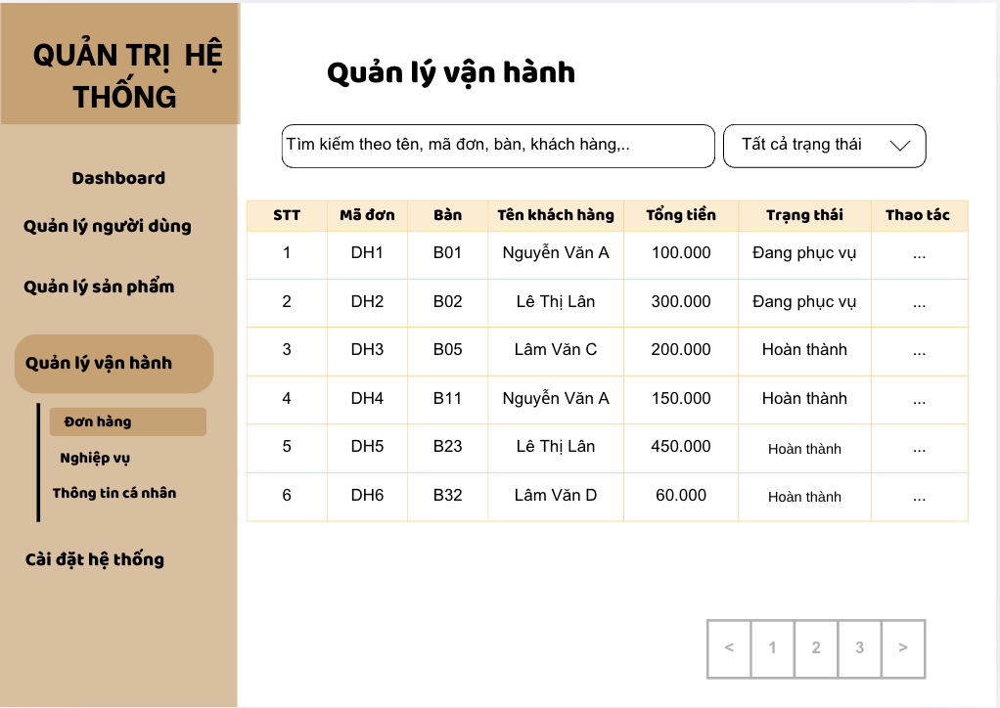 QUẢN TRỊ HỆ
THỐNG
Dashboard
Quản lý người dùng
Quản lý sản phẩm
Quản lý vận hành
Đơn hàng
Nghiệp vụ
Thông tin cá nhân
Cài đặt hệ thống
Quản lý vận hành
Tìm kiếm theo tên, mã đơn, bàn, khách hàng,..
Tất cả trạng thái
STT Mã đơn Bàn Tên khách hàng Tổng tiền Trạng thái Thao tác
1 DH1 B01 Nguyễn Văn A 100.000 Đang phục vụ ...
2 DH2 B02 Lê Thị Lân 300.000 Đang phục vụ ...
3 DH3 B05 Lâm Văn C 200.000 Hoàn thành ...
4 DH4 B11 Nguyễn Văn A 150.000 Hoàn thành ...
5 DH5 B23 Lê Thị Lân 450.000 Hoàn thành ...
6 DH6 B32 Lâm Văn D 60.000 Hoàn thành ...
< 1 2 3 >